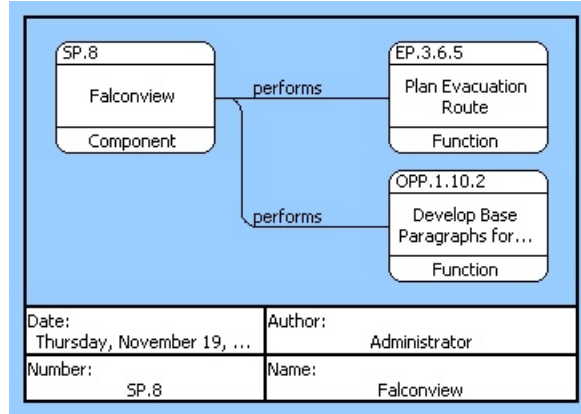 SP.8
Falconview
Component
performs
EP.3.6.5
Plan Evacuation
Route
Function
performs
OPP.1.10.2
Develop Base
Paragraphs for...
Function
Date:
Thursday, November 19, ...
Author:
Administrator
Number:
SP.8
Name:
Falconview